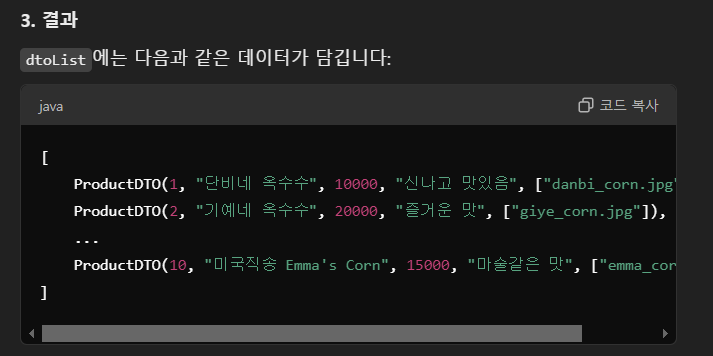 3. 결과
dtoList에는 다음과 같은 데이터가 담깁니다:
java 코드 복사
[
ProductDTO(1, "단비네 옥수수", 10000, "신나고 맛있음", ["danbi_corn.jpg"
ProductDTO(2, "기예네 옥수수", 20000, "즐거운 맛", ["giye_corn.jpg"]),
...
ProductDTO(10, "미국직송 Emma's Corn", 15000, "마술같은 맛", ["emma_cor
]